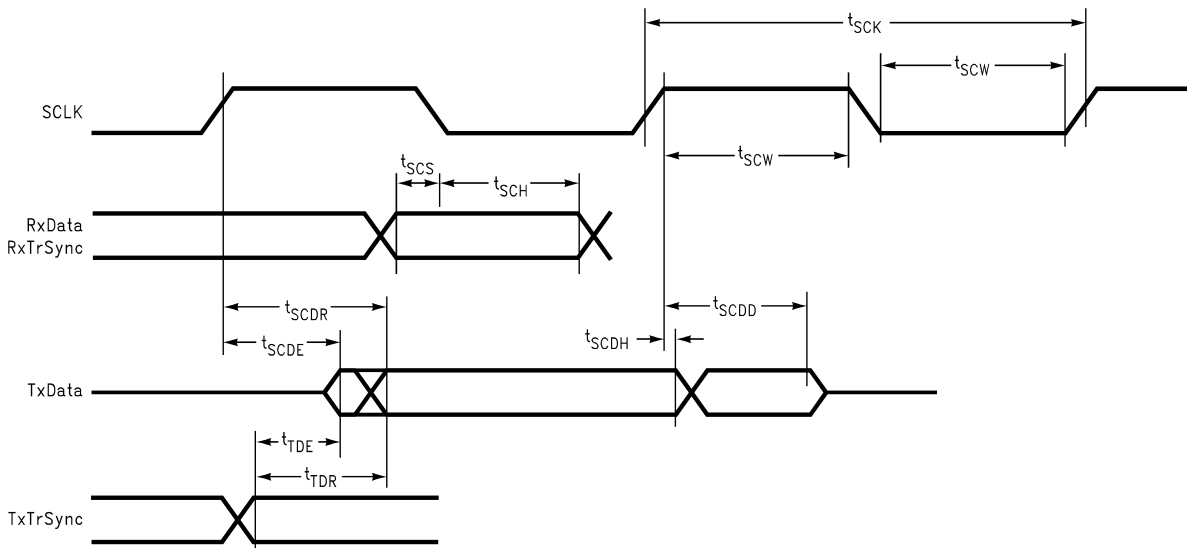 tSCK
tSCW
SCLK
tSCW
tSCS
tSCH
RxData
RxTrSync
tSCDR
tSCDD
tSCDE
tSCDH
TxData
tTDE
tTDR
TxTrSync